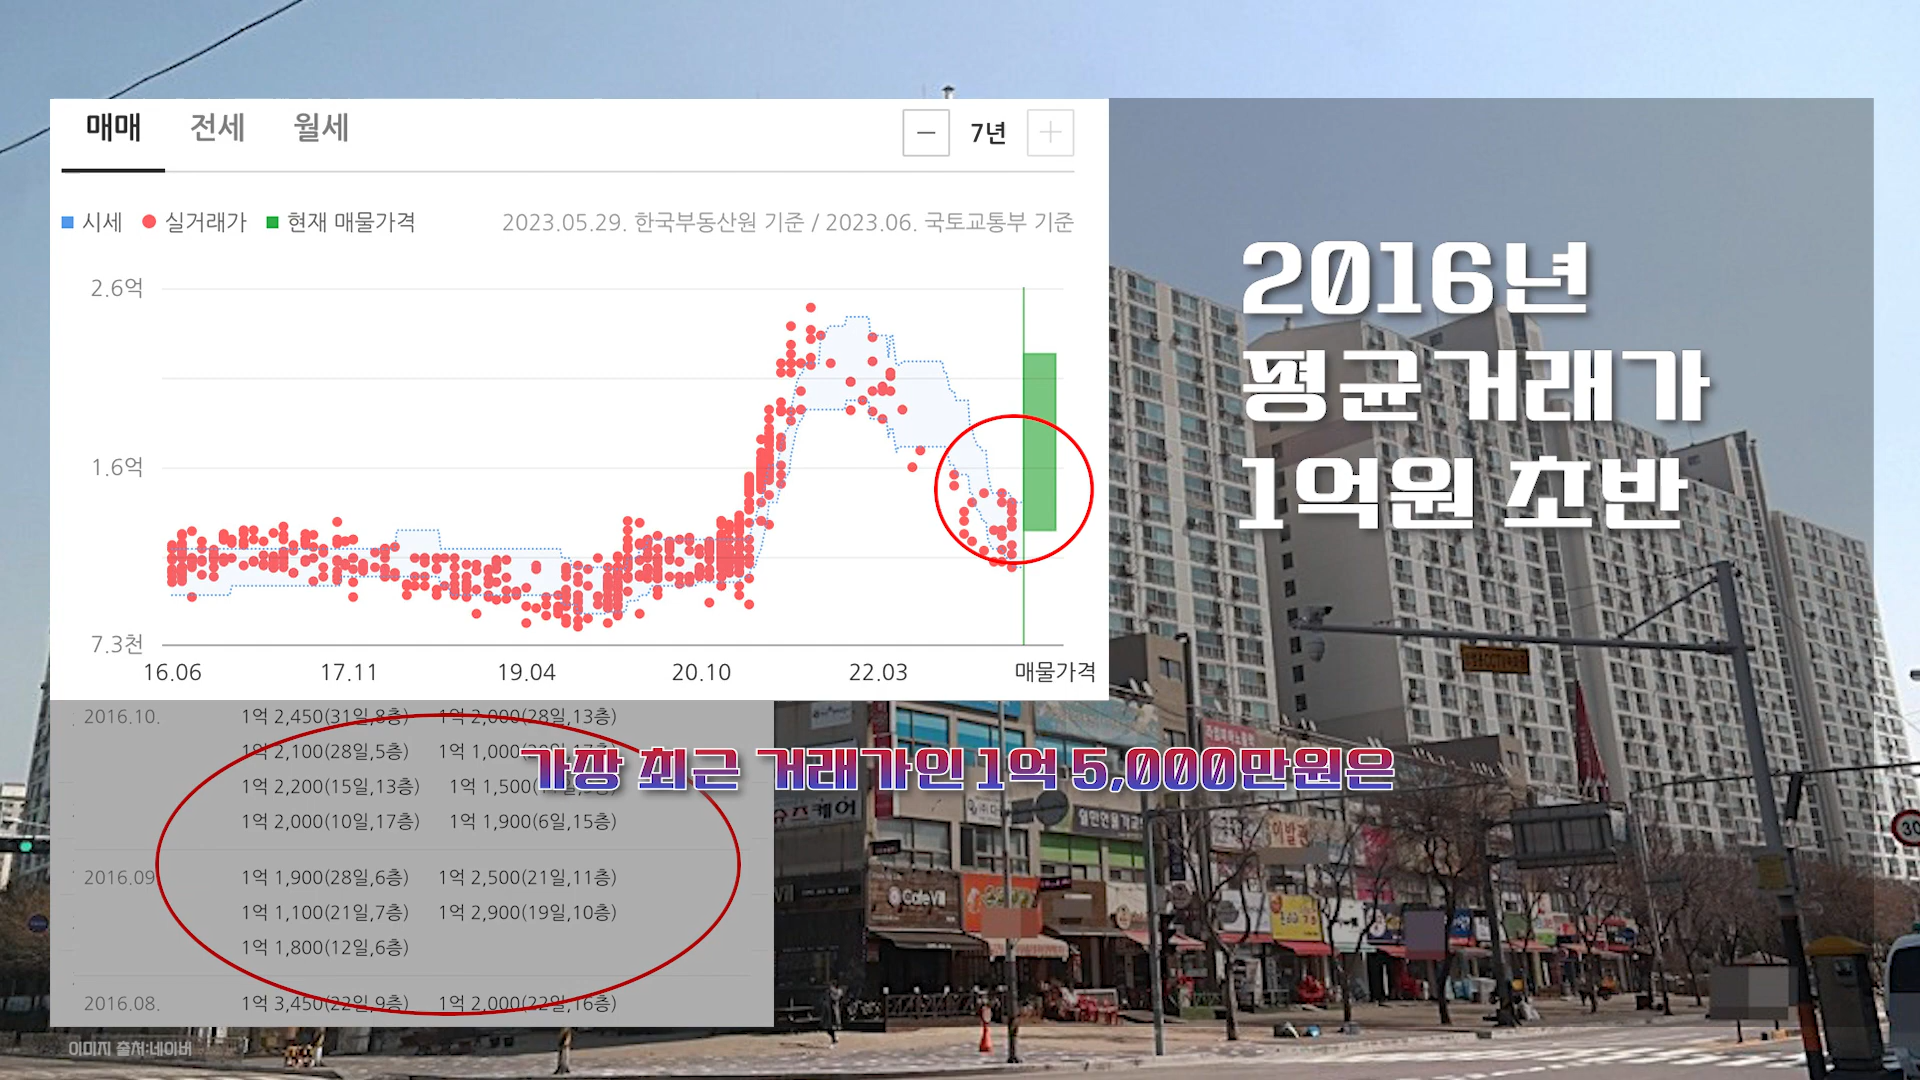 매매 전세 월세
7년
시세 실거래가 현재 매물가격
2023.05.29. 한국부동산원 기준 / 2023.06. 국토교통부 기준
2.6억
1.6억
7.3천
16.06 17.11 19.04 20.10 22.03 매물가격
2016년
평균 거래가
1억원 초반
2016.10. 1억 2,450(31일,8층) 1억 2,000(28일,13층)
1억 2,100(28일,5층) 1억 1,000
가장 최근 거래가인 1억 5,000만원은
1억 2,200(15일,13층) 1억 1,500
1억 2,000(10일,17층) 1억 1,900(6일,15층)
2016.09 1억 1,900(28일,6층) 1억 2,500(21일,11층)
1억 1,100(21일,7층) 1억 2,900(19일,10층)
1억 1,800(12일,6층)
2016.08. 1억 3,450(22일,9층) 1억 2,000(22일,16층)
이미지 출처:네이버
CafeVill
이발관
30